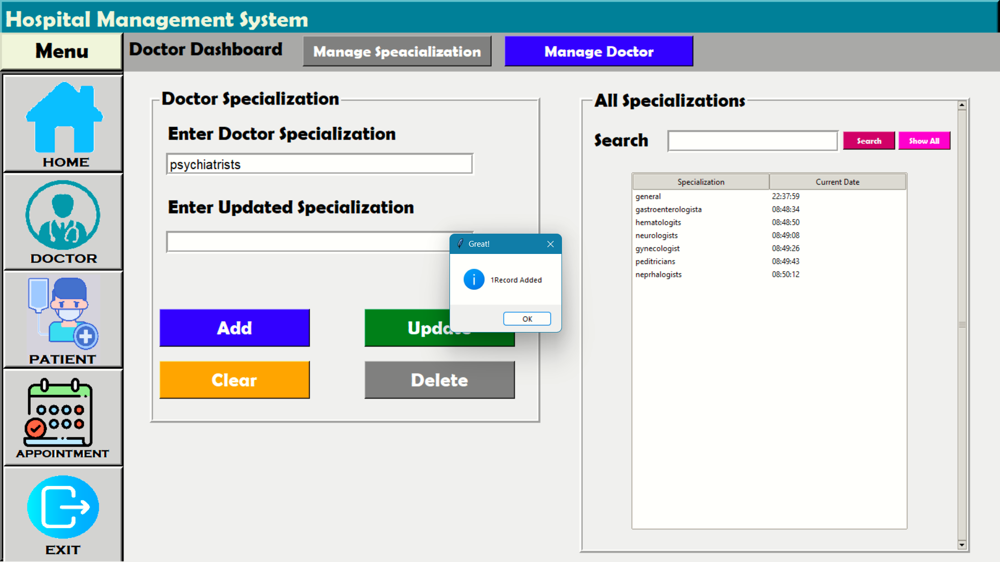 Hospital Management System
Menu
Doctor Dashboard
Manage Speacialization
Manage Doctor
HOME
DOCTOR
PATIENT
APPOINTMENT
EXIT
Doctor Specialization
Enter Doctor Specialization
psychiatrists
Enter Updated Specialization
Add
Update
Clear
Delete
Great!
1Record Added
OK
All Specializations
Search
Search
Show All
Specialization Current Date
general 22:37:59
gastroenterologista 08:48:34
hematologits 08:48:50
neurologists 08:49:08
gynecologist 08:49:26
peditricians 08:49:43
neprhalogists 08:50:12